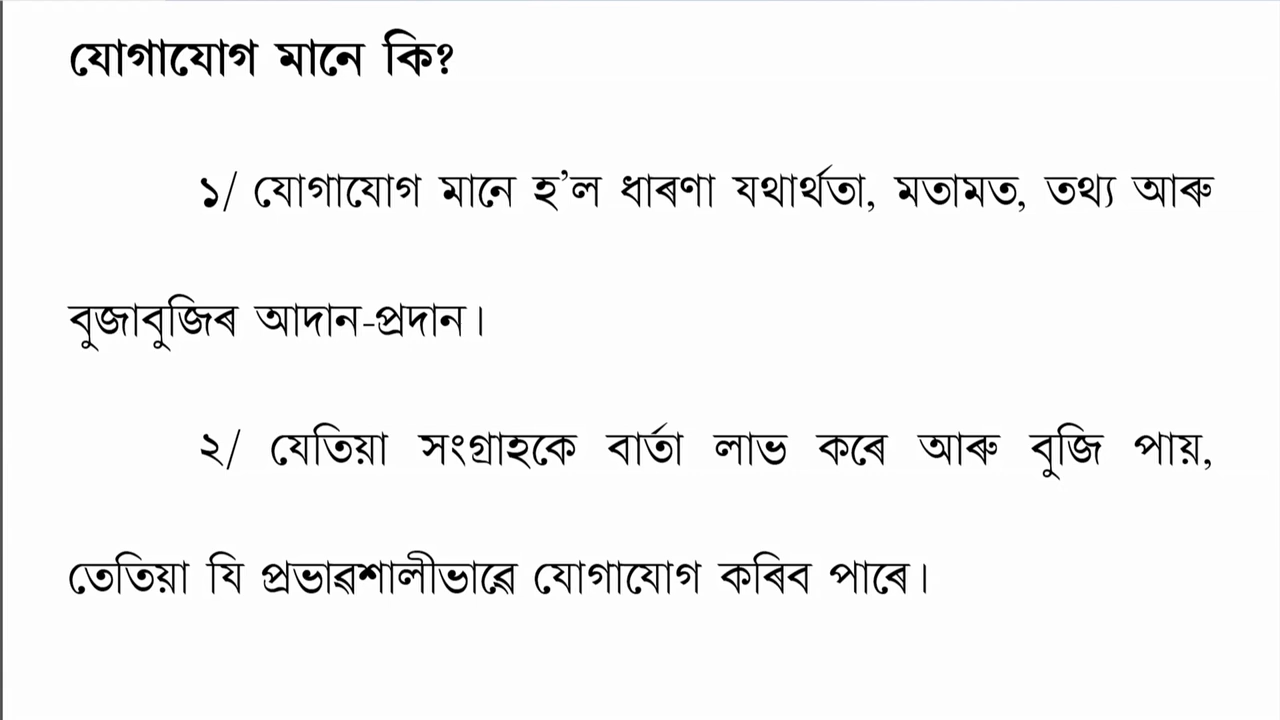 যোগাযোগ মানে কি?
১/ যোগাযোগ মানে হ’ল ধাৰণা যথাৰ্থতা, মতামত, তথ্য আৰু
বুজাবুজিৰ আদান-প্ৰদান।
২/ যেতিয়া সংগ্ৰাহকে বাৰ্তা লাভ কৰে আৰু বুজি পায়,
তেতিয়া যি প্ৰভাৱশালীভাৱে যোগাযোগ কৰিব পাৰে।